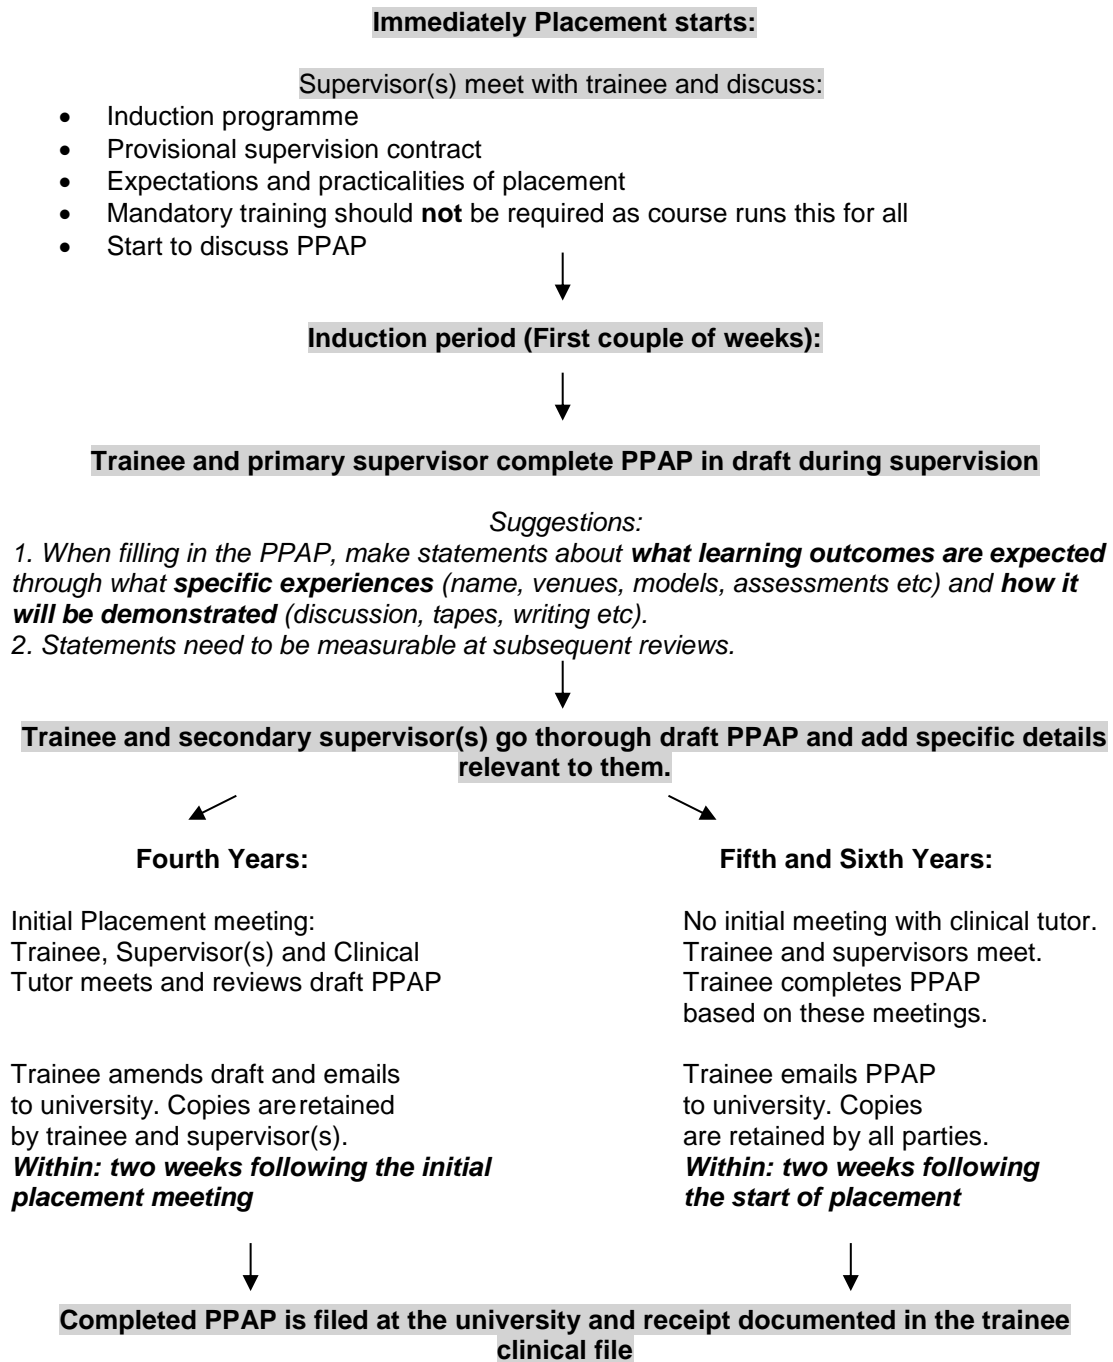 Immediately Placement starts:
Supervisor(s) meet with trainee and discuss:
• Induction programme
• Provisional supervision contract
• Expectations and practicalities of placement
• Mandatory training should not be required as course runs this for all
• Start to discuss PPAP
Induction period (First couple of weeks):
Trainee and primary supervisor complete PPAP in draft during supervision
Suggestions:
1. When filling in the PPAP, make statements about what learning outcomes are expected
through what specific experiences (name, venues, models, assessments etc) and how it
will be demonstrated (discussion, tapes, writing etc).
2. Statements need to be measurable at subsequent reviews.
Trainee and secondary supervisor(s) go thorough draft PPAP and add specific details
relevant to them.
Fourth Years:
Initial Placement meeting:
Trainee, Supervisor(s) and Clinical
Tutor meets and reviews draft PPAP
Trainee amends draft and emails
to university. Copies are retained
by trainee and supervisor(s).
Within: two weeks following the initial
placement meeting
Fifth and Sixth Years:
No initial meeting with clinical tutor.
Trainee and supervisors meet.
Trainee completes PPAP
based on these meetings.
Trainee emails PPAP
to university. Copies
are retained by all parties.
Within: two weeks following
the start of placement
Completed PPAP is filed at the university and receipt documented in the trainee
clinical file